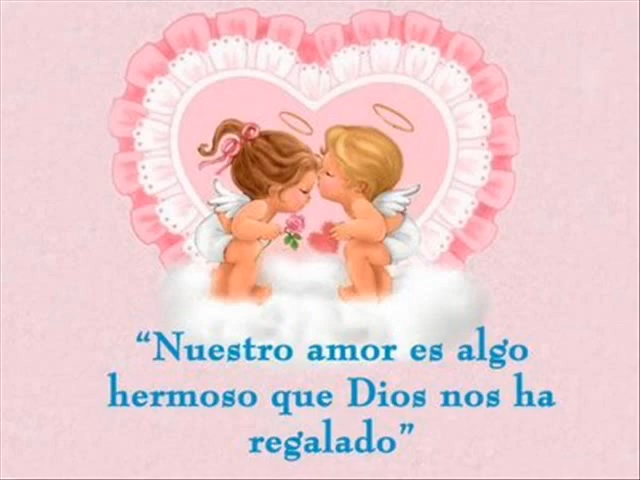 “Nuestro amor es algo
hermoso que Dios nos ha
regalado”